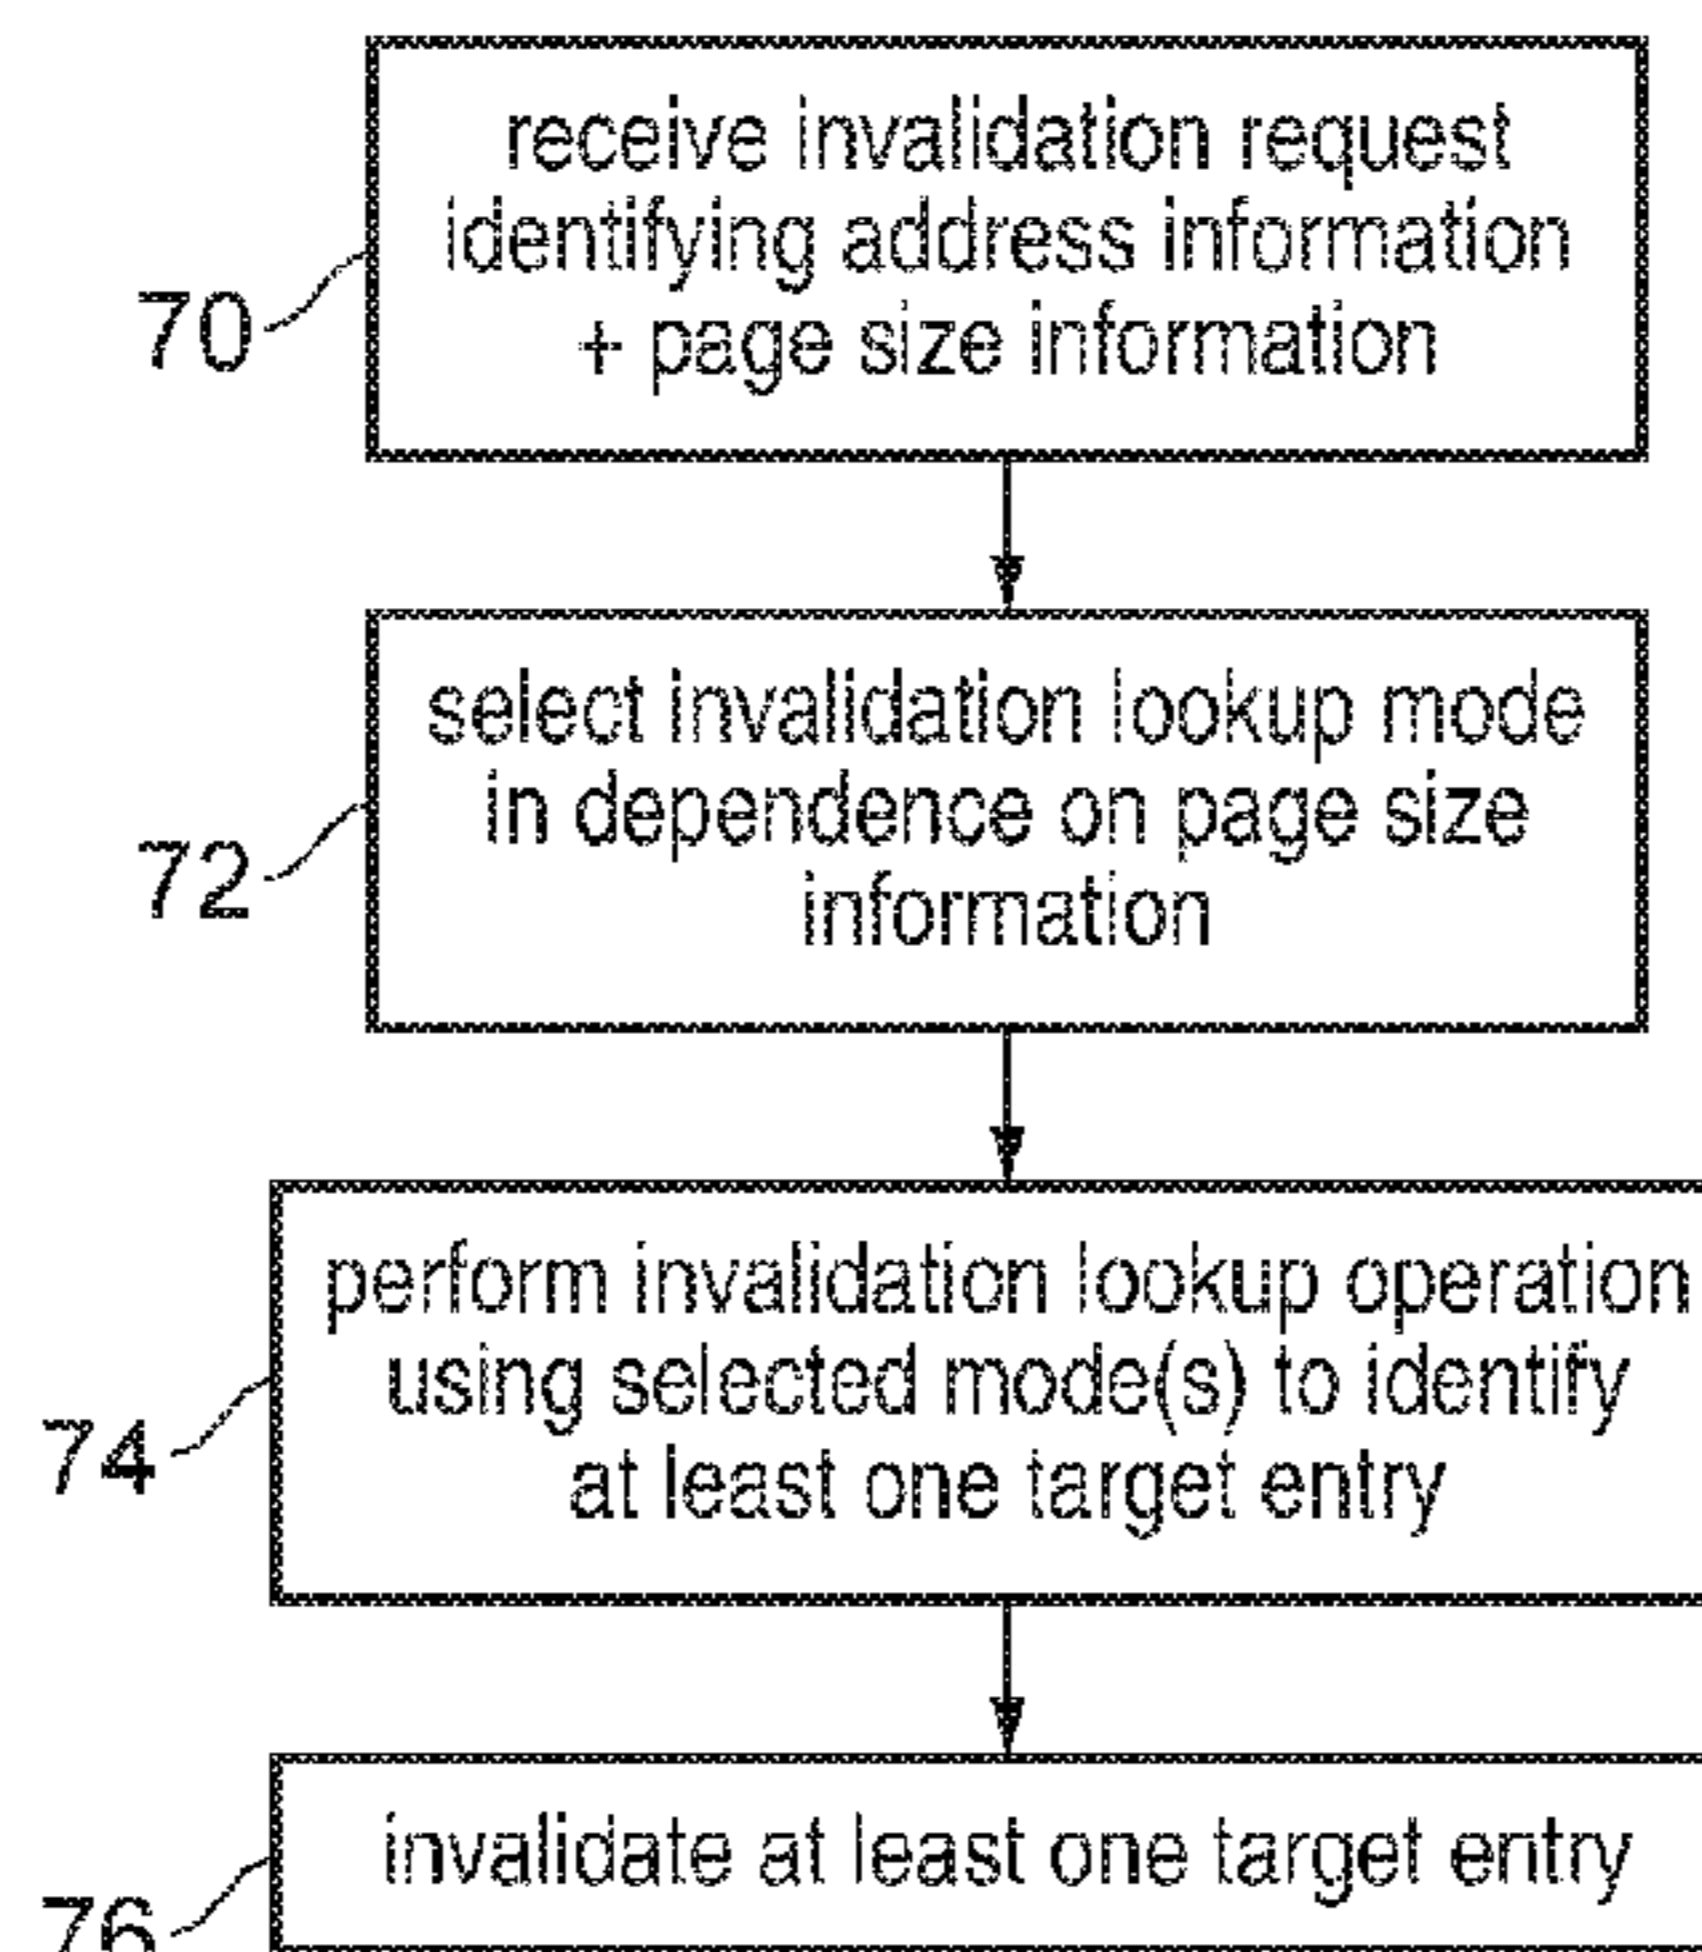 receive invalidation request
identifying address information
+ page size information
70
select invalidation lookup mode
in dependence on page size
information
72
perform invalidation lookup operation
using selected mode(s) to identify
at least one target entry
74
invalidate at least one target entry
76